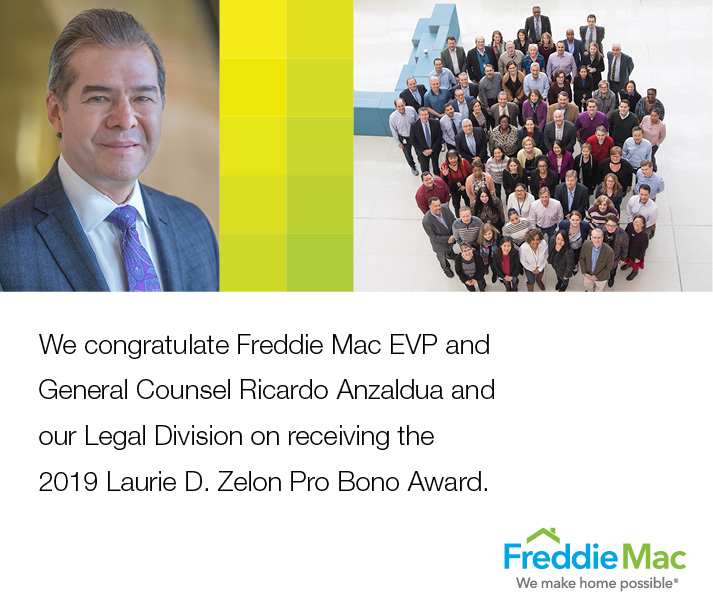 We congratulate Freddie Mac EVP and
General Counsel Ricardo Anzaldua and
our Legal Division on receiving the
2019 Laurie D. Zelon Pro Bono Award.
Freddie Mac
We make home possible®